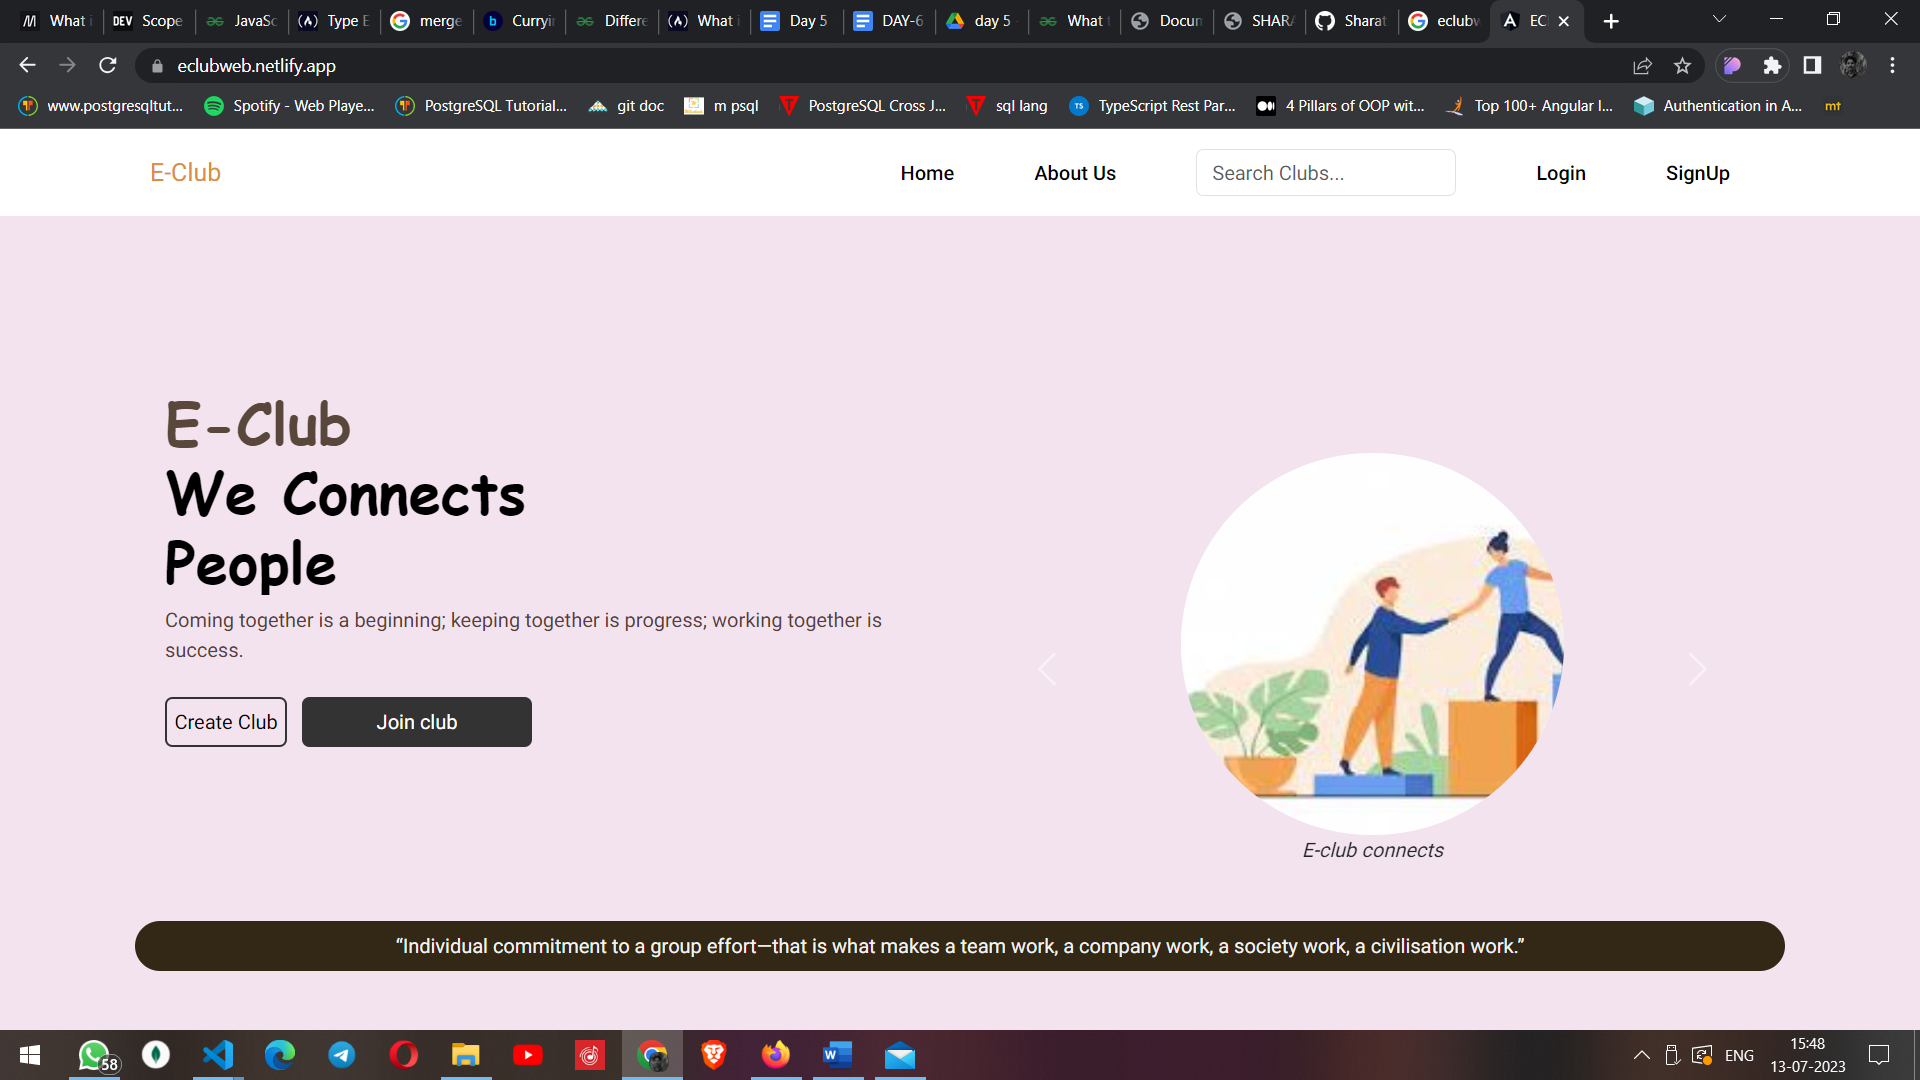 What i
DEV Scope
JavaSc
Type E
merge
Curryi
Differe
What i
Day 5
DAY-6
day 5
What t
Docum
SHARA
Sharat
eclubw
EC
eclubweb.netlify.app
www.postgresqltut...
Spotify - Web Playe...
PostgreSQL Tutorial...
git doc
m psql
PostgreSQL Cross J...
sql lang
TS TypeScript Rest Par...
4 Pillars of OOP wit...
Top 100+ Angular I...
Authentication in A...
mt
E-Club
Home
About Us
Search Clubs...
Login
SignUp
E-Club
We Connects
People
Coming together is a beginning; keeping together is progress; working together is
success.
Create Club
Join club
E-club connects
“Individual commitment to a group effort—that is what makes a team work, a company work, a society work, a civilisation work.”
58
ENG
15:48
13-07-2023